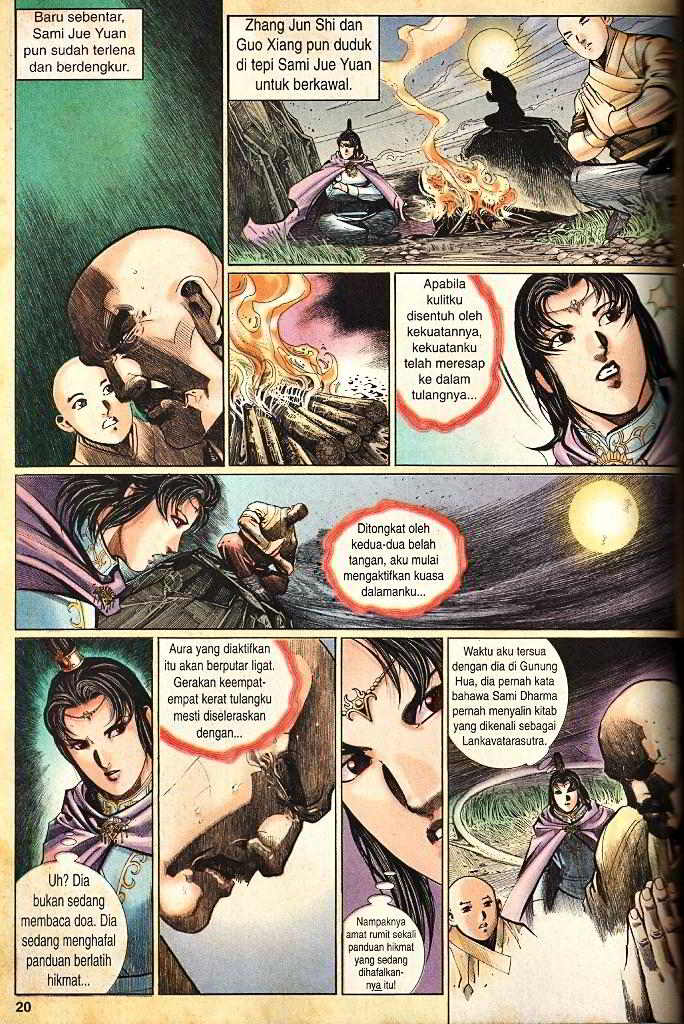 Baru sebentar,
Sami Jue Yuan
pun sudah terlena
dan berdengkur.
Zhang Jun Shi dan
Guo Xiang pun duduk
di tepi Sami Jue Yuan
untuk berkawal.
Apabila
kulitku
disentuh oleh
kekuatannya,
kekuatanku
telah meresap
ke dalam
tulangnya...
Ditongkat oleh
kedua-dua belah
tangan, aku mulai
mengaktifkan kuasa
dalamanku...
Uh? Dia
bukan sedang
membaca doa. Dia
sedang menghafal
panduan berlatih
hikmat...
Aura yang diaktifkan
itu akan berputar ligat.
Gerakan keempat-
empat kerat tulangku
mesti diselaraskan
dengan...
Nampaknya
amat rumit sekali
panduan hikmat
yang sedang
dihafalkan-
nya itu!
Waktu aku tersua
dengan dia di Gunung
Hua, dia pernah kata
bahawa Sami Dharma
pernah menyalin kitab
yang dikenali sebagai
Lankavatarasutra.
20